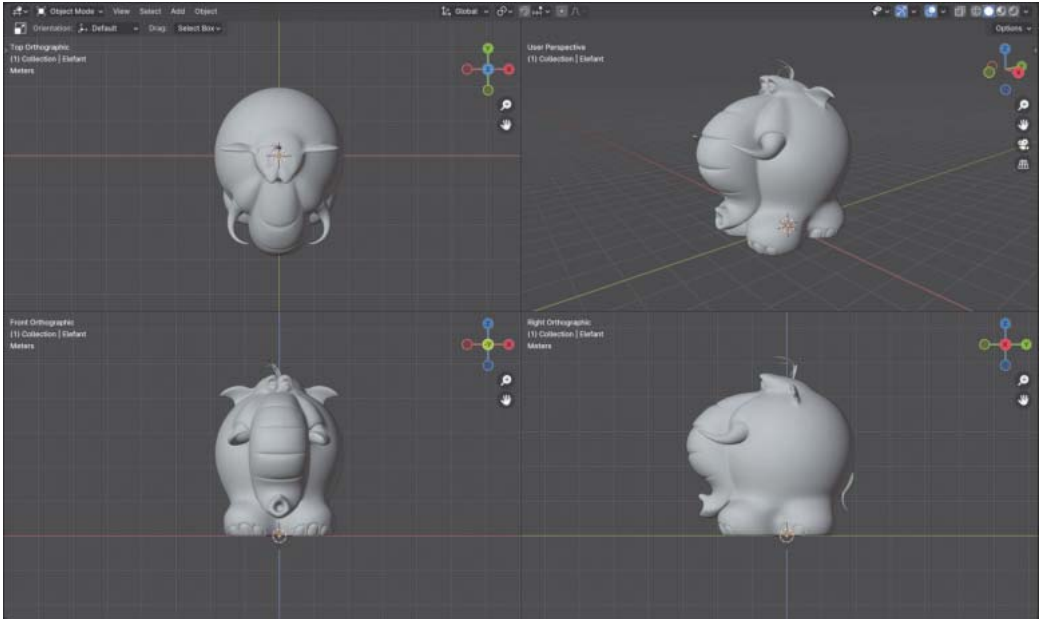 Object Mode View Select Add Object Global
Orientation: Default Drag: Select Box Options
Top Orthographic
(1) Collection | Elefant
Meters
Y
X
Z
User Perspective
(1) Collection | Elefant
Z
X
Front Orthographic
(1) Collection | Elefant
Meters
Z
X
Right Orthographic
(1) Collection | Elefant
Meters
Z
X
Y